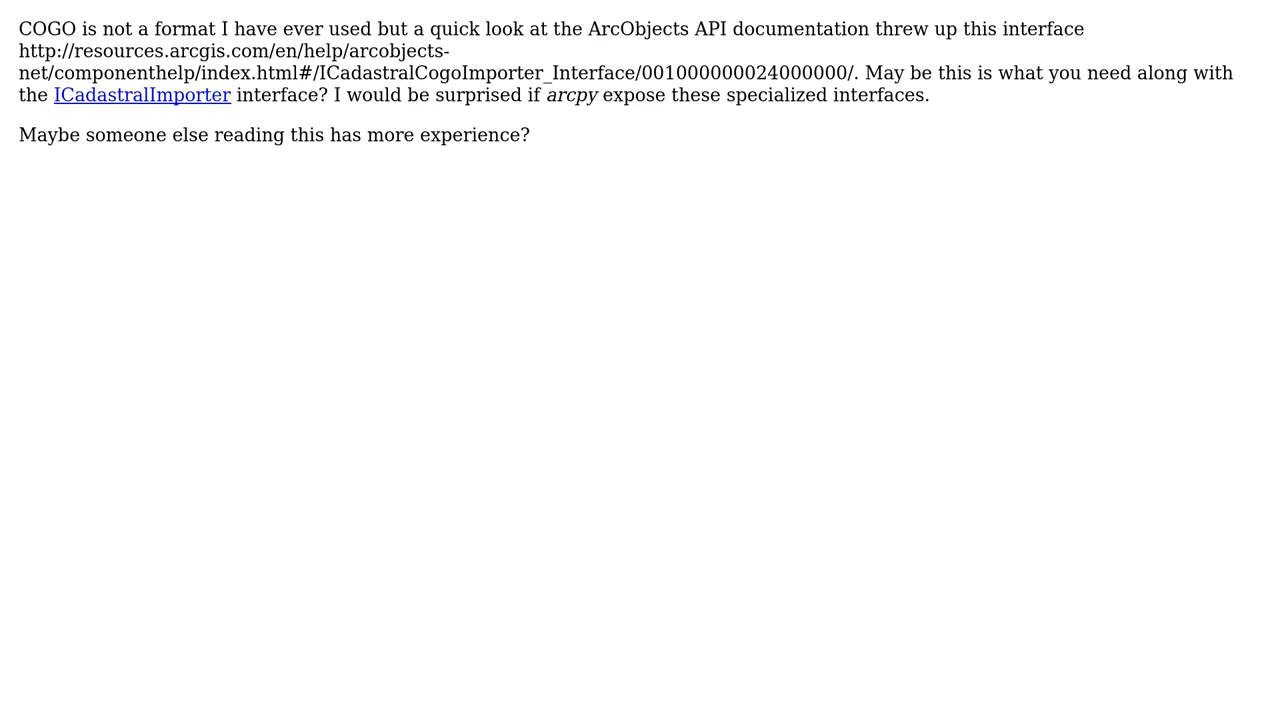 COGO is not a format I have ever used but a quick look at the ArcObjects API documentation threw up this interface
http://resources.arcgis.com/en/help/arcobjects-
net/componenthelp/index.html#/ICadastralCogoImporter_Interface/001000000024000000/. May be this is what you need along with
the ICadastralImporter interface? I would be surprised if arcpy expose these specialized interfaces.
Maybe someone else reading this has more experience?